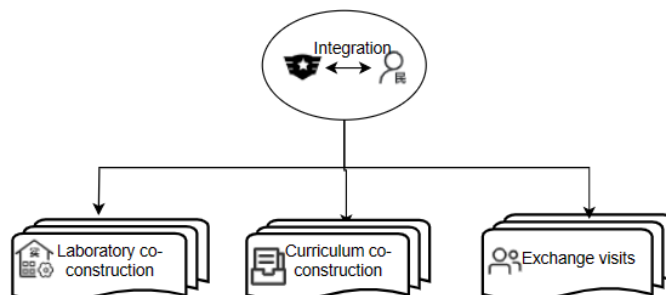 Integration
民
Laboratory co-
construction
Curriculum co-
construction
Exchange visits